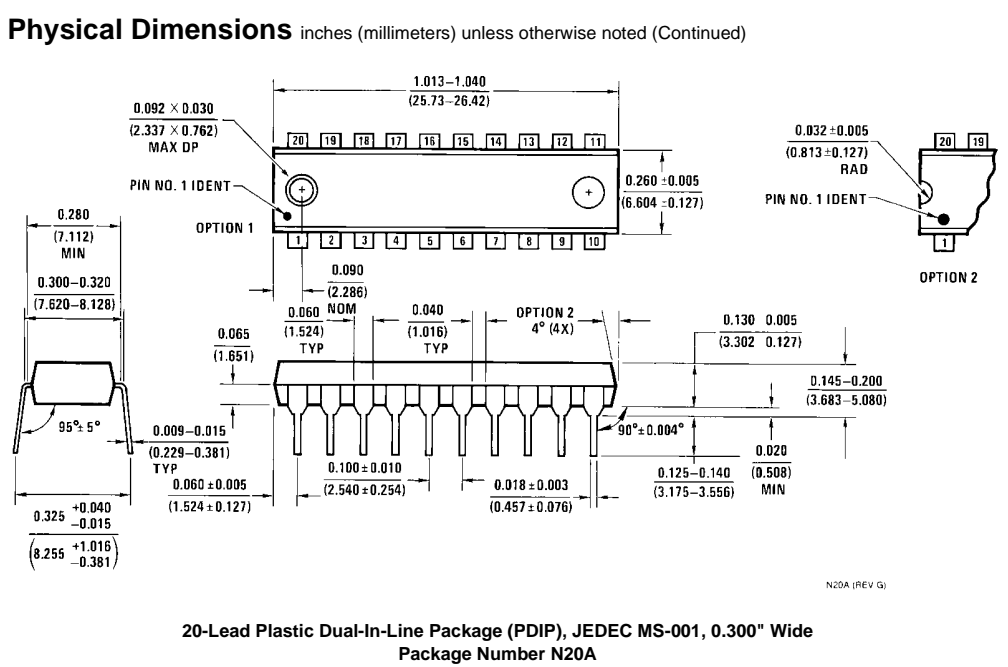 Physical Dimensions inches (millimeters) unless otherwise noted (Continued)
1.013–1.040
(25.73–26.42)
0.092 × 0.030
(2.337 × 0.762)
MAX DP
20 19 18 17 16 15 14 13 12 11
PIN NO. 1 IDENT
OPTION 1
1 2 3 4 5 6 7 8 9 10
0.260 ±0.005
(6.604 ±0.127)
0.032 ±0.005
(0.813 ±0.127)
RAD
20 19
PIN NO. 1 IDENT
1
OPTION 2
0.280
(7.112)
MIN
0.300–0.320
(7.620–8.128)
0.090
(2.286)
NOM
0.060
(1.524)
TYP
0.040
(1.016)
TYP
OPTION 2
4° (4X)
0.065
(1.651)
0.130 0.005
(3.302 0.127)
0.145–0.200
(3.683–5.080)
95° ± 5°
0.009–0.015
(0.229–0.381)
TYP
90° ± 0.004°
0.020
(0.508)
MIN
0.125–0.140
(3.175–3.556)
0.060 ±0.005
(1.524 ±0.127)
0.100 ±0.010
(2.540 ±0.254)
0.018 ±0.003
(0.457 ±0.076)
0.325 +0.040
–0.015
(8.255 +1.016
–0.381)
N20A (REV G)
20-Lead Plastic Dual-In-Line Package (PDIP), JEDEC MS-001, 0.300" Wide
Package Number N20A